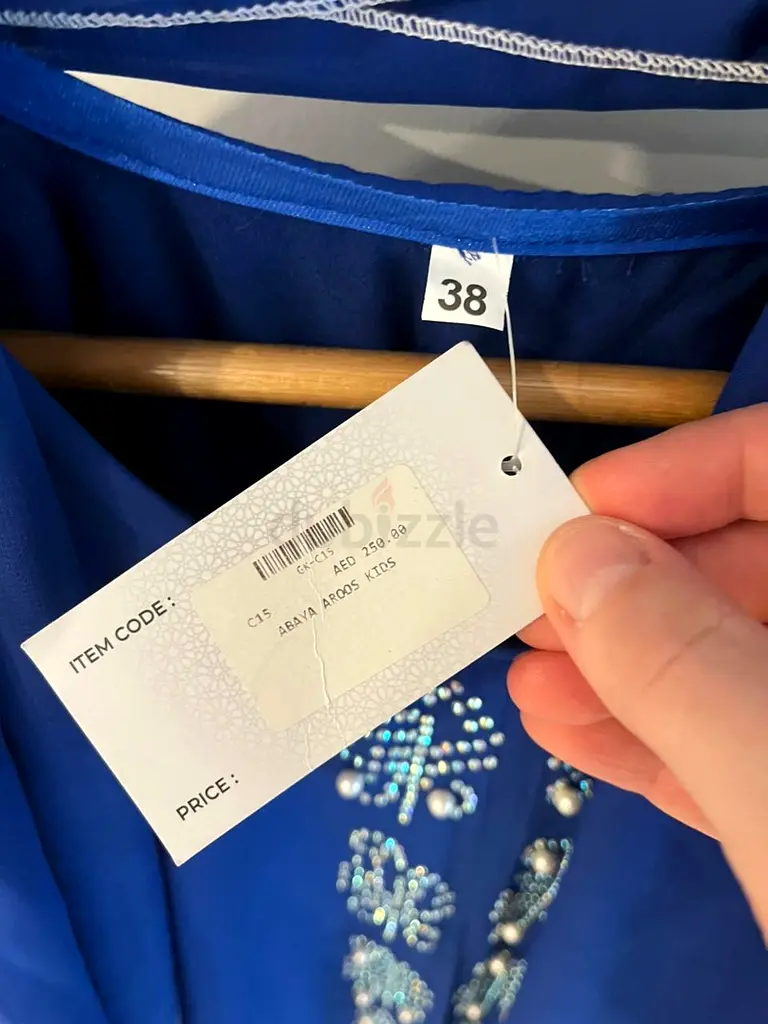 38
ITEM CODE :
GK-C15
C15 AED 250.00
ABAYA AROOS KIDS
PRICE :
dubizzle